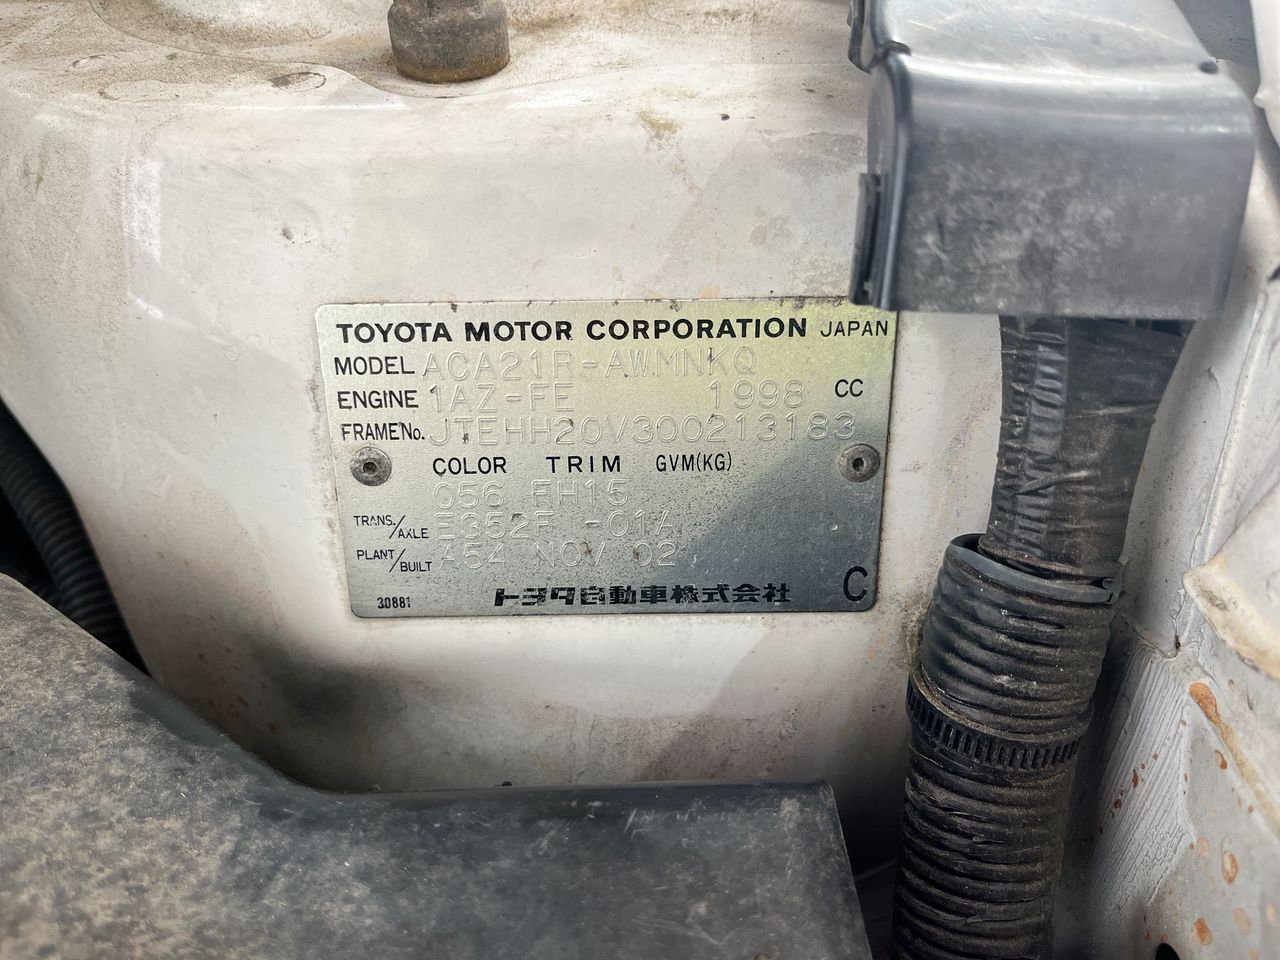 TOYOTA MOTOR CORPORATION JAPAN
MODEL ACA21R-AWMNKQ
ENGINE 1AZ-FE 1998 CC
FRAME No. JTEHH20V300213183
COLOR TRIM GVM(KG)
056 FH15
TRANS./AXLE E352F -01A
PLANT/BUILT A54 NOV 02
30881 トヨタ自動車株式会社 C